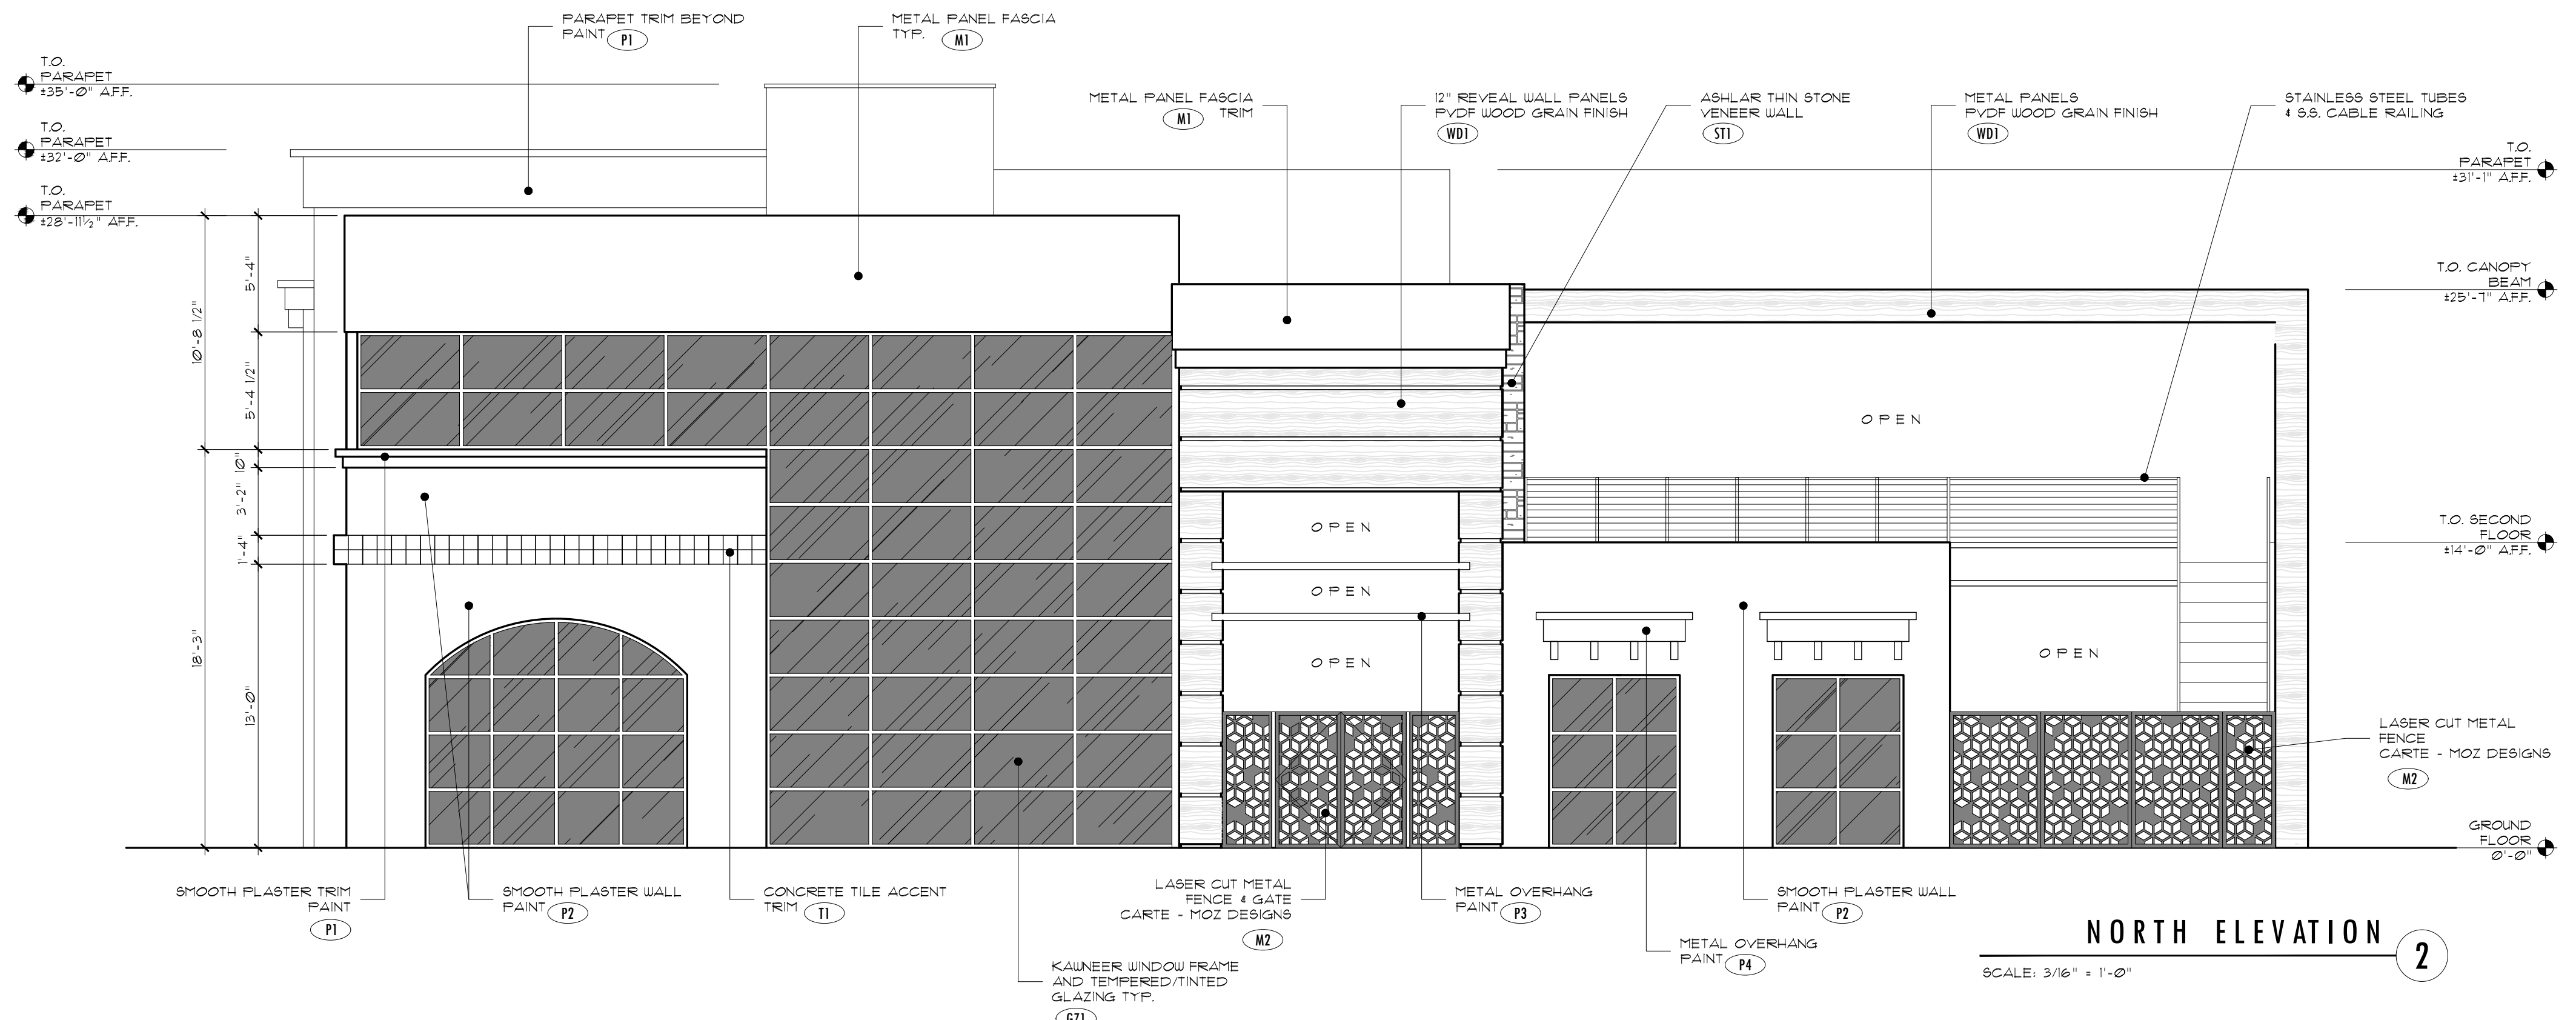 PARAPET TRIM BEYOND
PAINT P1
METAL PANEL FASCIA
TYP. M1
T.O.
PARAPET
±35'-0" A.F.F.
T.O.
PARAPET
±32'-0" A.F.F.
T.O.
PARAPET
±28'-11½" A.F.F.
METAL PANEL FASCIA
M1 TRIM
12" REVEAL WALL PANELS
PVDF WOOD GRAIN FINISH
WD1
ASHLAR THIN STONE
VENEER WALL
ST1
METAL PANELS
PVDF WOOD GRAIN FINISH
WD1
STAINLESS STEEL TUBES
& S.S. CABLE RAILING
T.O.
PARAPET
±31'-1" A.F.F.
T.O. CANOPY
BEAM
±25'-7" A.F.F.
T.O. SECOND
FLOOR
±14'-0" A.F.F.
GROUND
FLOOR
0'-0"
10'-8 1/2"
18'-3"
5'-4"
5'-4 1/2"
10"
3'-2"
1'-4"
13'-0"
OPEN
OPEN
OPEN
OPEN
OPEN
LASER CUT METAL
FENCE
CARTE - MOZ DESIGNS
M2
SMOOTH PLASTER TRIM
PAINT
P1
SMOOTH PLASTER WALL
PAINT P2
CONCRETE TILE ACCENT
TRIM T1
KAWNEER WINDOW FRAME
AND TEMPERED/TINTED
GLAZING TYP.
GZ1
LASER CUT METAL
FENCE & GATE
CARTE - MOZ DESIGNS
M2
METAL OVERHANG
PAINT P3
METAL OVERHANG
PAINT P4
SMOOTH PLASTER WALL
PAINT P2
NORTH ELEVATION
2
SCALE: 3/16" = 1'-0"